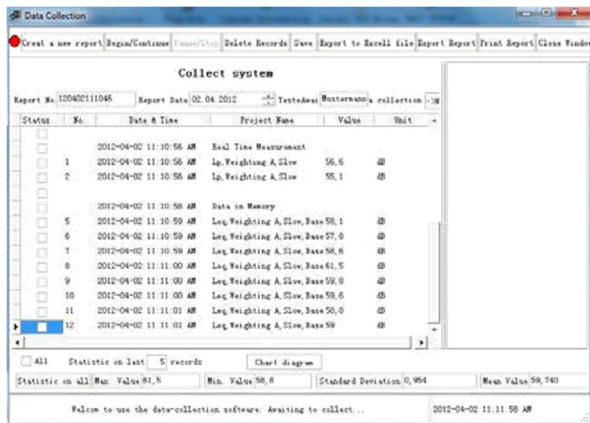 Data Collection
Creat a new report Begin/Continue Pause/Stop Delete Records Save Export to Excell file Export Report Print Report Close Window
Collect system
Report No. 120402111045 Report Date 02.04.2012 Mustermann a collection
Status No. Date & Time Project Name Value Unit
2012-04-02 11:10:56 AM Real Time Measurement
1 2012-04-02 11:10:56 AM Lp,Weighting A,Slow 56,6 dB
2 2012-04-02 11:10:56 AM Lp,Weighting A,Slow 55,1 dB
2012-04-02 11:10:58 AM Data in Memory
5 2012-04-02 11:10:59 AM Leq,Weighting A,Slow,Base 58,1 dB
6 2012-04-02 11:10:59 AM Leq,Weighting A,Slow,Base 57,8 dB
7 2012-04-02 11:10:59 AM Leq,Weighting A,Slow,Base 58,6 dB
8 2012-04-02 11:11:00 AM Leq,Weighting A,Slow,Base 61,5 dB
9 2012-04-02 11:11:00 AM Leq,Weighting A,Slow,Base dB
10 2012-04-02 11:11:00 AM Leq,Weighting A,Slow,Base 59,6 dB
11 2012-04-02 11:11:01 AM Leq,Weighting A,Slow,Base dB
12 2012-04-02 11:11:01 AM Leq,Weighting A,Slow,Base 59 dB
All Statistic on last 5 records Chart diagram
Statistic on all Max. Value 61,5 Min. Value 58,8 Standard Deviation 0,954 Mean Value 59,740
Welcom to use the data-collection software. Awaiting to collect... 2012-04-02 11:11:58 AM